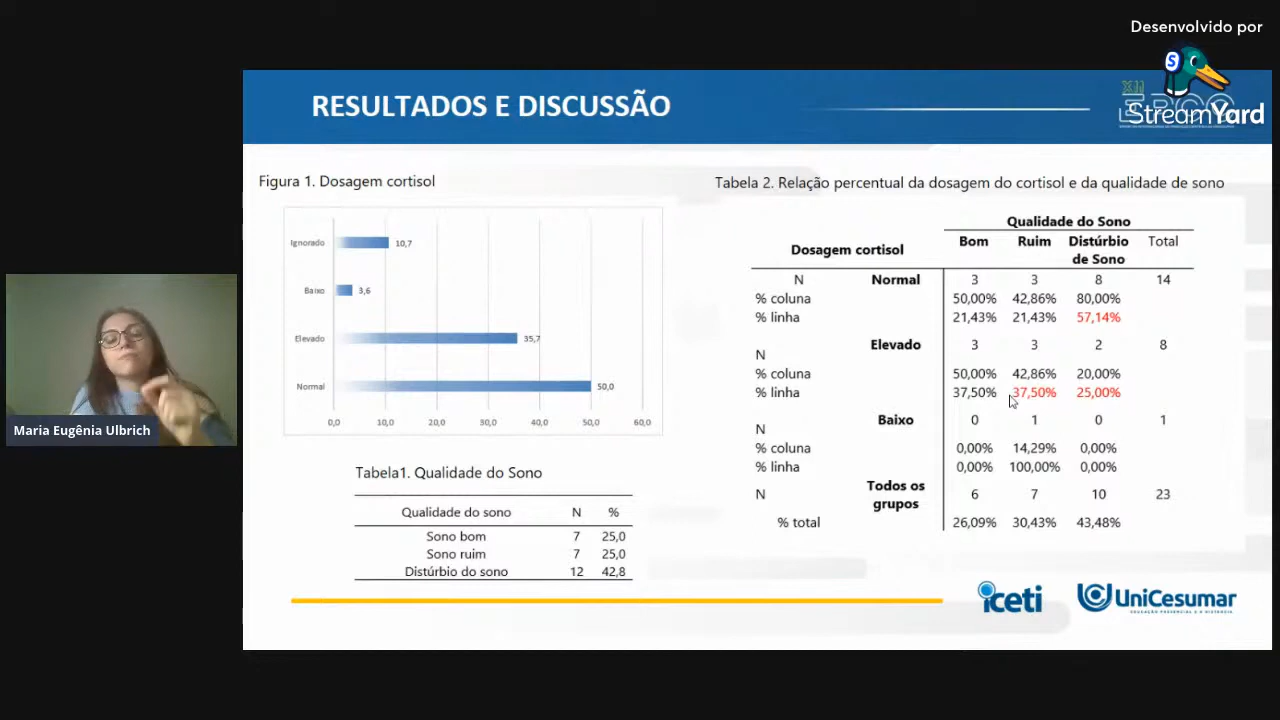 Desenvolvido por
StreamYard
RESULTADOS E DISCUSSÃO
Figura 1. Dosagem cortisol
Ignorado 10,7
Baixo 3,6
Elevado 35,7
Normal 50,0
0,0 10,0 20,0 30,0 40,0 50,0 60,0
Tabela1. Qualidade do Sono
Qualidade do sono N %
Sono bom 7 25,0
Sono ruim 7 25,0
Distúrbio do sono 12 42,8
Tabela 2. Relação percentual da dosagem do cortisol e da qualidade de sono
Qualidade do Sono
Dosagem cortisol Bom Ruim Distúrbio de Sono Total
N Normal 3 3 8 14
% coluna 50,00% 42,86% 80,00%
% linha 21,43% 21,43% 57,14%
N Elevado 3 3 2 8
% coluna 50,00% 42,86% 20,00%
% linha 37,50% 37,50% 25,00%
N Baixo 0 1 0 1
% coluna 0,00% 14,29% 0,00%
% linha 0,00% 100,00% 0,00%
N Todos os grupos 6 7 10 23
% total 26,09% 30,43% 43,48%
Maria Eugênia Ulbrich
iceti
UniCesumar